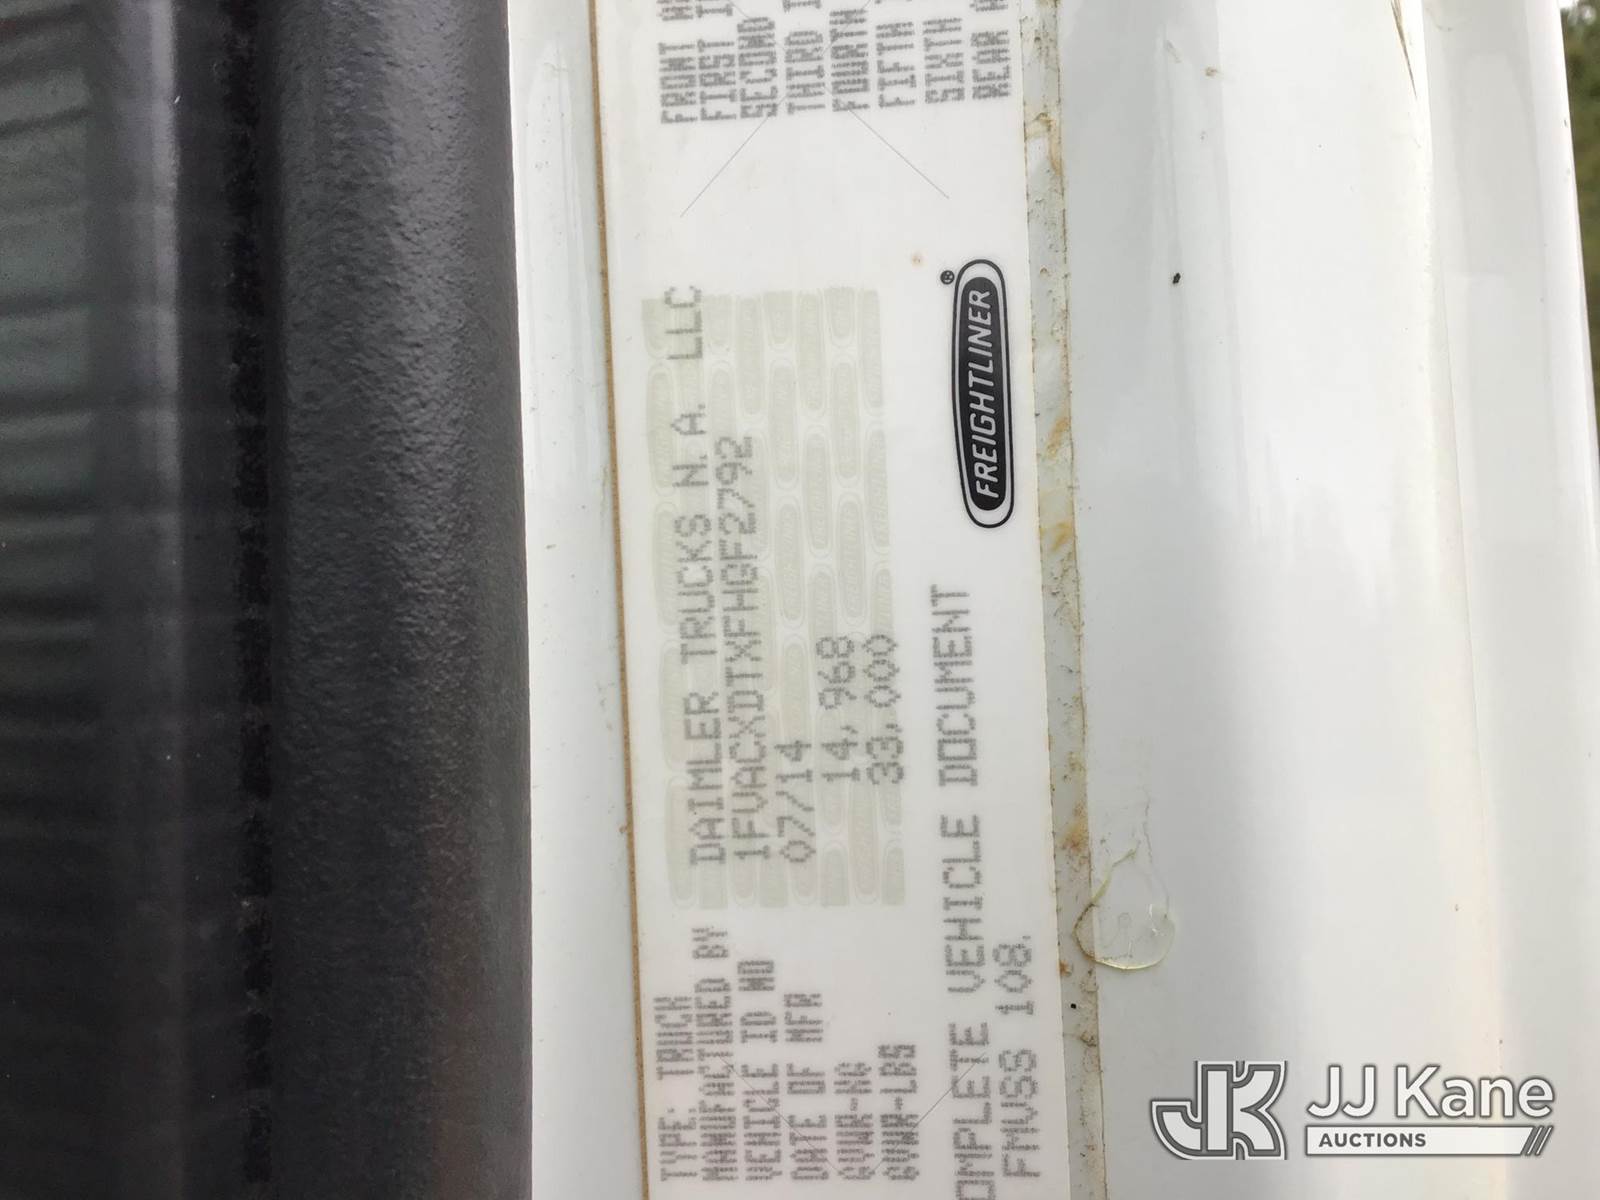 TYPE: TRUCK
MANUFACTURED BY DAIMLER TRUCKS N.A. LLC FRONT
VEHICLE ID NO 1FVACXDTXFHGF2792 FIRST
DATE OF MFR 07/14 SECOND
GVWR-KG 14,968 THIRD
GVWR-LBS 33,000 FOURTH
FIFTH
SIXTH
REAR
OMPLETE VEHICLE DOCUMENT
FMVSS 108.
FREIGHTLINER ®
JK JJ Kane
AUCTIONS